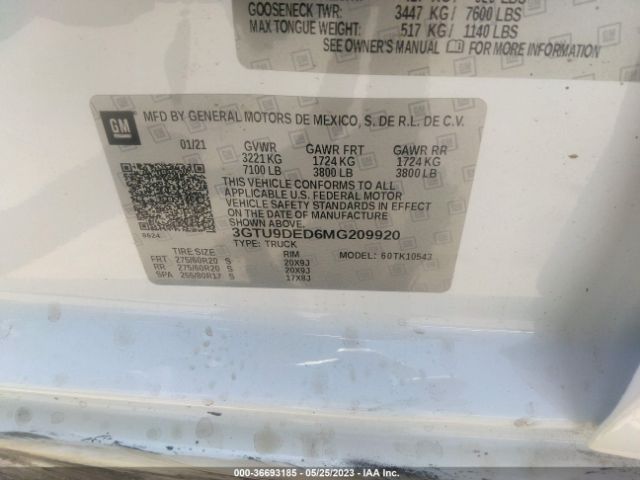 GOOSENECK TWR: 3447 KG / 7600 LBS
MAX TONGUE WEIGHT: 517 KG / 1140 LBS
SEE OWNER'S MANUAL FOR MORE INFORMATION.
GM
MFD BY GENERAL MOTORS DE MEXICO, S. DE R.L. DE C.V.
01/21 GVWR GAWR FRT GAWR RR
3221 KG 1724 KG 1724 KG
7100 LB 3800 LB 3800 LB
THIS VEHICLE CONFORMS TO ALL
APPLICABLE U.S. FEDERAL MOTOR
VEHICLE SAFETY STANDARDS IN EFFECT
ON THE DATE OF MANUFACTURE
SHOWN ABOVE.
3GTU9DED6MG209920
TYPE: TRUCK
TIRE SIZE RIM MODEL: 60TK10543
FRT 275/60R20 S 20X9J
RR 275/60R20 S 20X9J
SPA 255/80R17 S 17X8J
© - 36693185 - 05/25/2023 - IAA Inc.